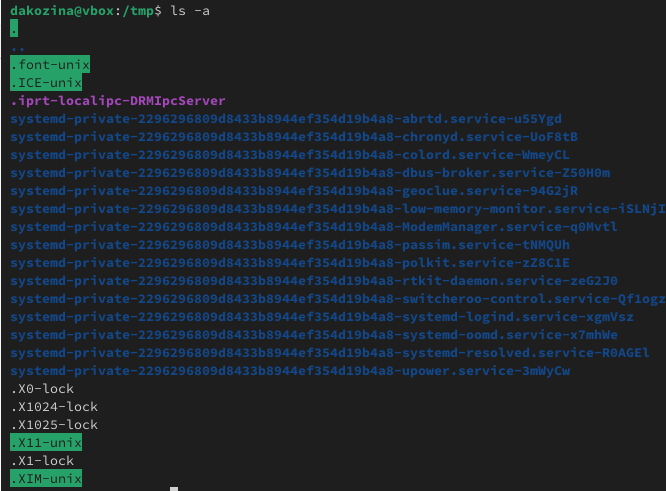 dakozina@vbox:/tmp$ ls -a
.
..
.font-unix
.ICE-unix
.iprt-localipc-DRMIpcServer
systemd-private-2296296809d8433b8944ef354d19b4a8-abrtd.service-u55Ygd
systemd-private-2296296809d8433b8944ef354d19b4a8-chronyd.service-UoF8tB
systemd-private-2296296809d8433b8944ef354d19b4a8-colord.service-WmeyCL
systemd-private-2296296809d8433b8944ef354d19b4a8-dbus-broker.service-Z50H0m
systemd-private-2296296809d8433b8944ef354d19b4a8-geoclue.service-94G2jR
systemd-private-2296296809d8433b8944ef354d19b4a8-low-memory-monitor.service-iSLNjI
systemd-private-2296296809d8433b8944ef354d19b4a8-ModemManager.service-q0Mvtl
systemd-private-2296296809d8433b8944ef354d19b4a8-passim.service-tNMQUh
systemd-private-2296296809d8433b8944ef354d19b4a8-polkit.service-zZ8C1E
systemd-private-2296296809d8433b8944ef354d19b4a8-rtkit-daemon.service-zeG2J0
systemd-private-2296296809d8433b8944ef354d19b4a8-switcheroo-control.service-Qf1ogz
systemd-private-2296296809d8433b8944ef354d19b4a8-systemd-logind.service-xgmVsz
systemd-private-2296296809d8433b8944ef354d19b4a8-systemd-oomd.service-x7mhWe
systemd-private-2296296809d8433b8944ef354d19b4a8-systemd-resolved.service-R0AGEl
systemd-private-2296296809d8433b8944ef354d19b4a8-upower.service-3mWyCw
.X0-lock
.X1024-lock
.X1025-lock
.X11-unix
.X1-lock
.XIM-unix